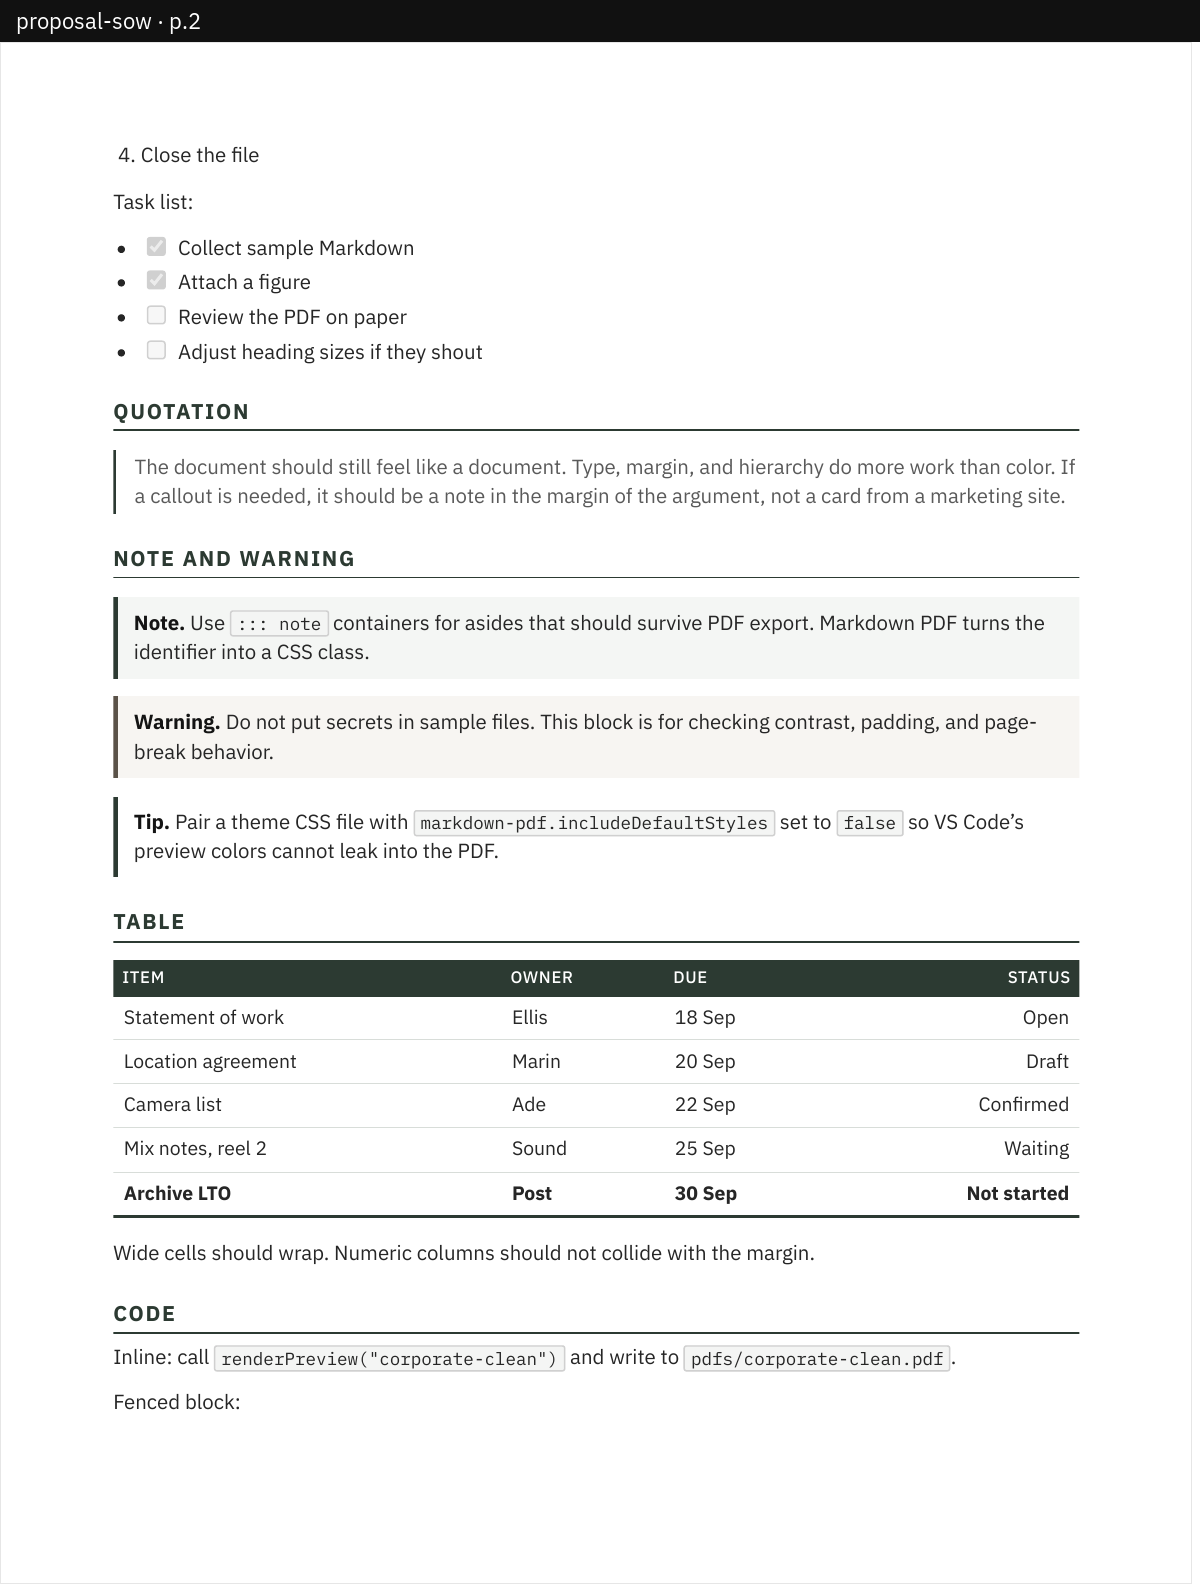 proposal-sow · p.2
4. Close the file
Task list:
• Collect sample Markdown
• Attach a figure
• Review the PDF on paper
• Adjust heading sizes if they shout
QUOTATION
The document should still feel like a document. Type, margin, and hierarchy do more work than color. If
a callout is needed, it should be a note in the margin of the argument, not a card from a marketing site.
NOTE AND WARNING
Note. Use ::: note containers for asides that should survive PDF export. Markdown PDF turns the
identifier into a CSS class.
Warning. Do not put secrets in sample files. This block is for checking contrast, padding, and page-
break behavior.
Tip. Pair a theme CSS file with markdown-pdf.includeDefaultStyles set to false so VS Code’s
preview colors cannot leak into the PDF.
TABLE
ITEM OWNER DUE STATUS
Statement of work Ellis 18 Sep Open
Location agreement Marin 20 Sep Draft
Camera list Ade 22 Sep Confirmed
Mix notes, reel 2 Sound 25 Sep Waiting
Archive LTO Post 30 Sep Not started
Wide cells should wrap. Numeric columns should not collide with the margin.
CODE
Inline: call renderPreview("corporate-clean") and write to pdfs/corporate-clean.pdf.
Fenced block: